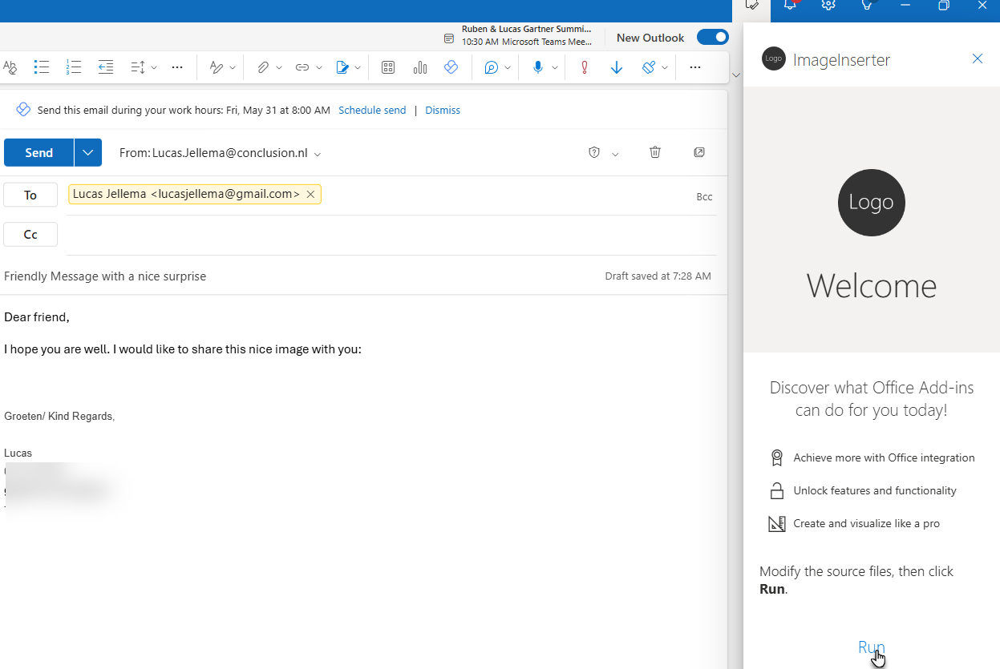 Ruben & Lucas Gartner Summi...
10:30 AM Microsoft Teams Mee...
New Outlook
Send this email during your work hours: Fri, May 31 at 8:00 AM Schedule send | Dismiss
Send From: Lucas.Jellema@conclusion.nl
To Lucas Jellema <lucasjellema@gmail.com> Bcc
Cc
Friendly Message with a nice surprise Draft saved at 7:28 AM
Dear friend,
I hope you are well. I would like to share this nice image with you:
Groeten/ Kind Regards,
Lucas
Logo ImageInserter
Logo
Welcome
Discover what Office Add-ins
can do for you today!
Achieve more with Office integration
Unlock features and functionality
Create and visualize like a pro
Modify the source files, then click
Run.
Run